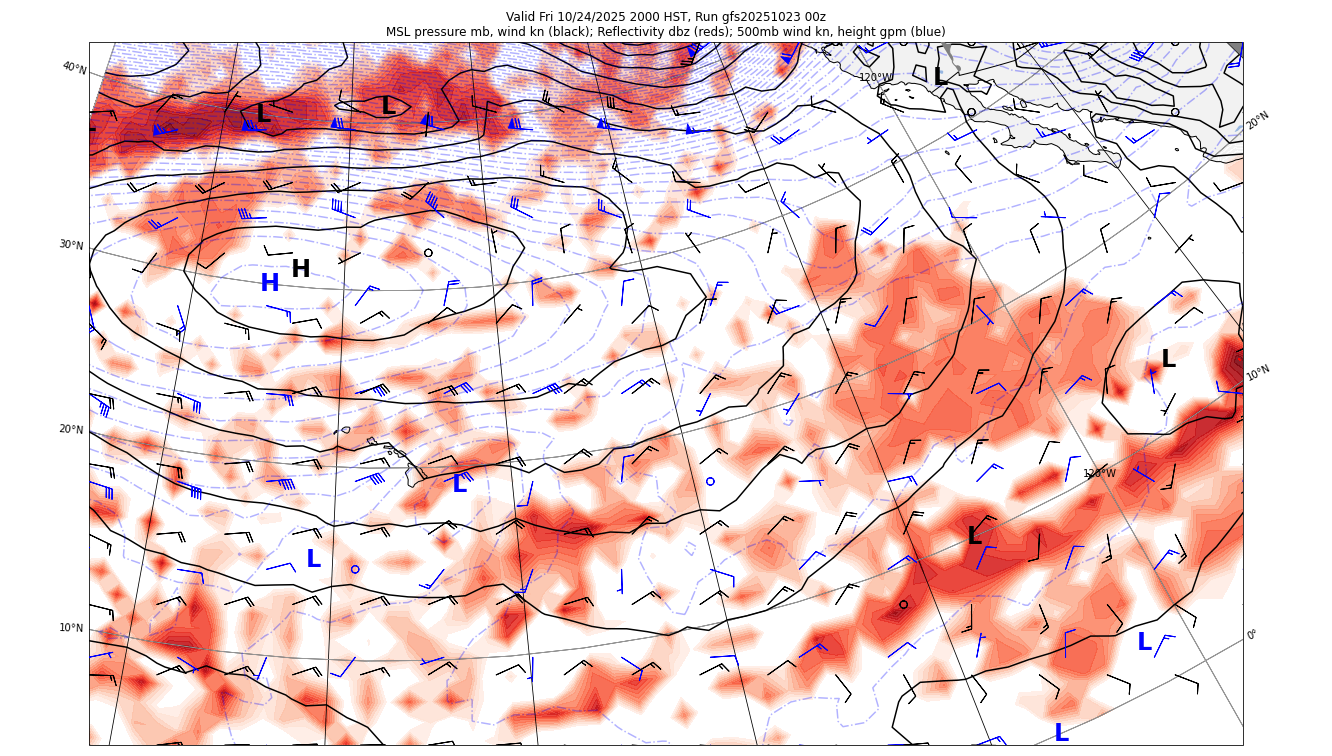 Valid Fri 10/24/2025 2000 HST, Run gfs20251023 00z
MSL pressure mb, wind kn (black); Reflectivity dbz (reds); 500mb wind kn, height gpm (blue)
40°N
120°W
L
20°N
L
L
30°N
H
H
L
10°N
20°N
120°W
L
L
L
10°N
0°
L
L